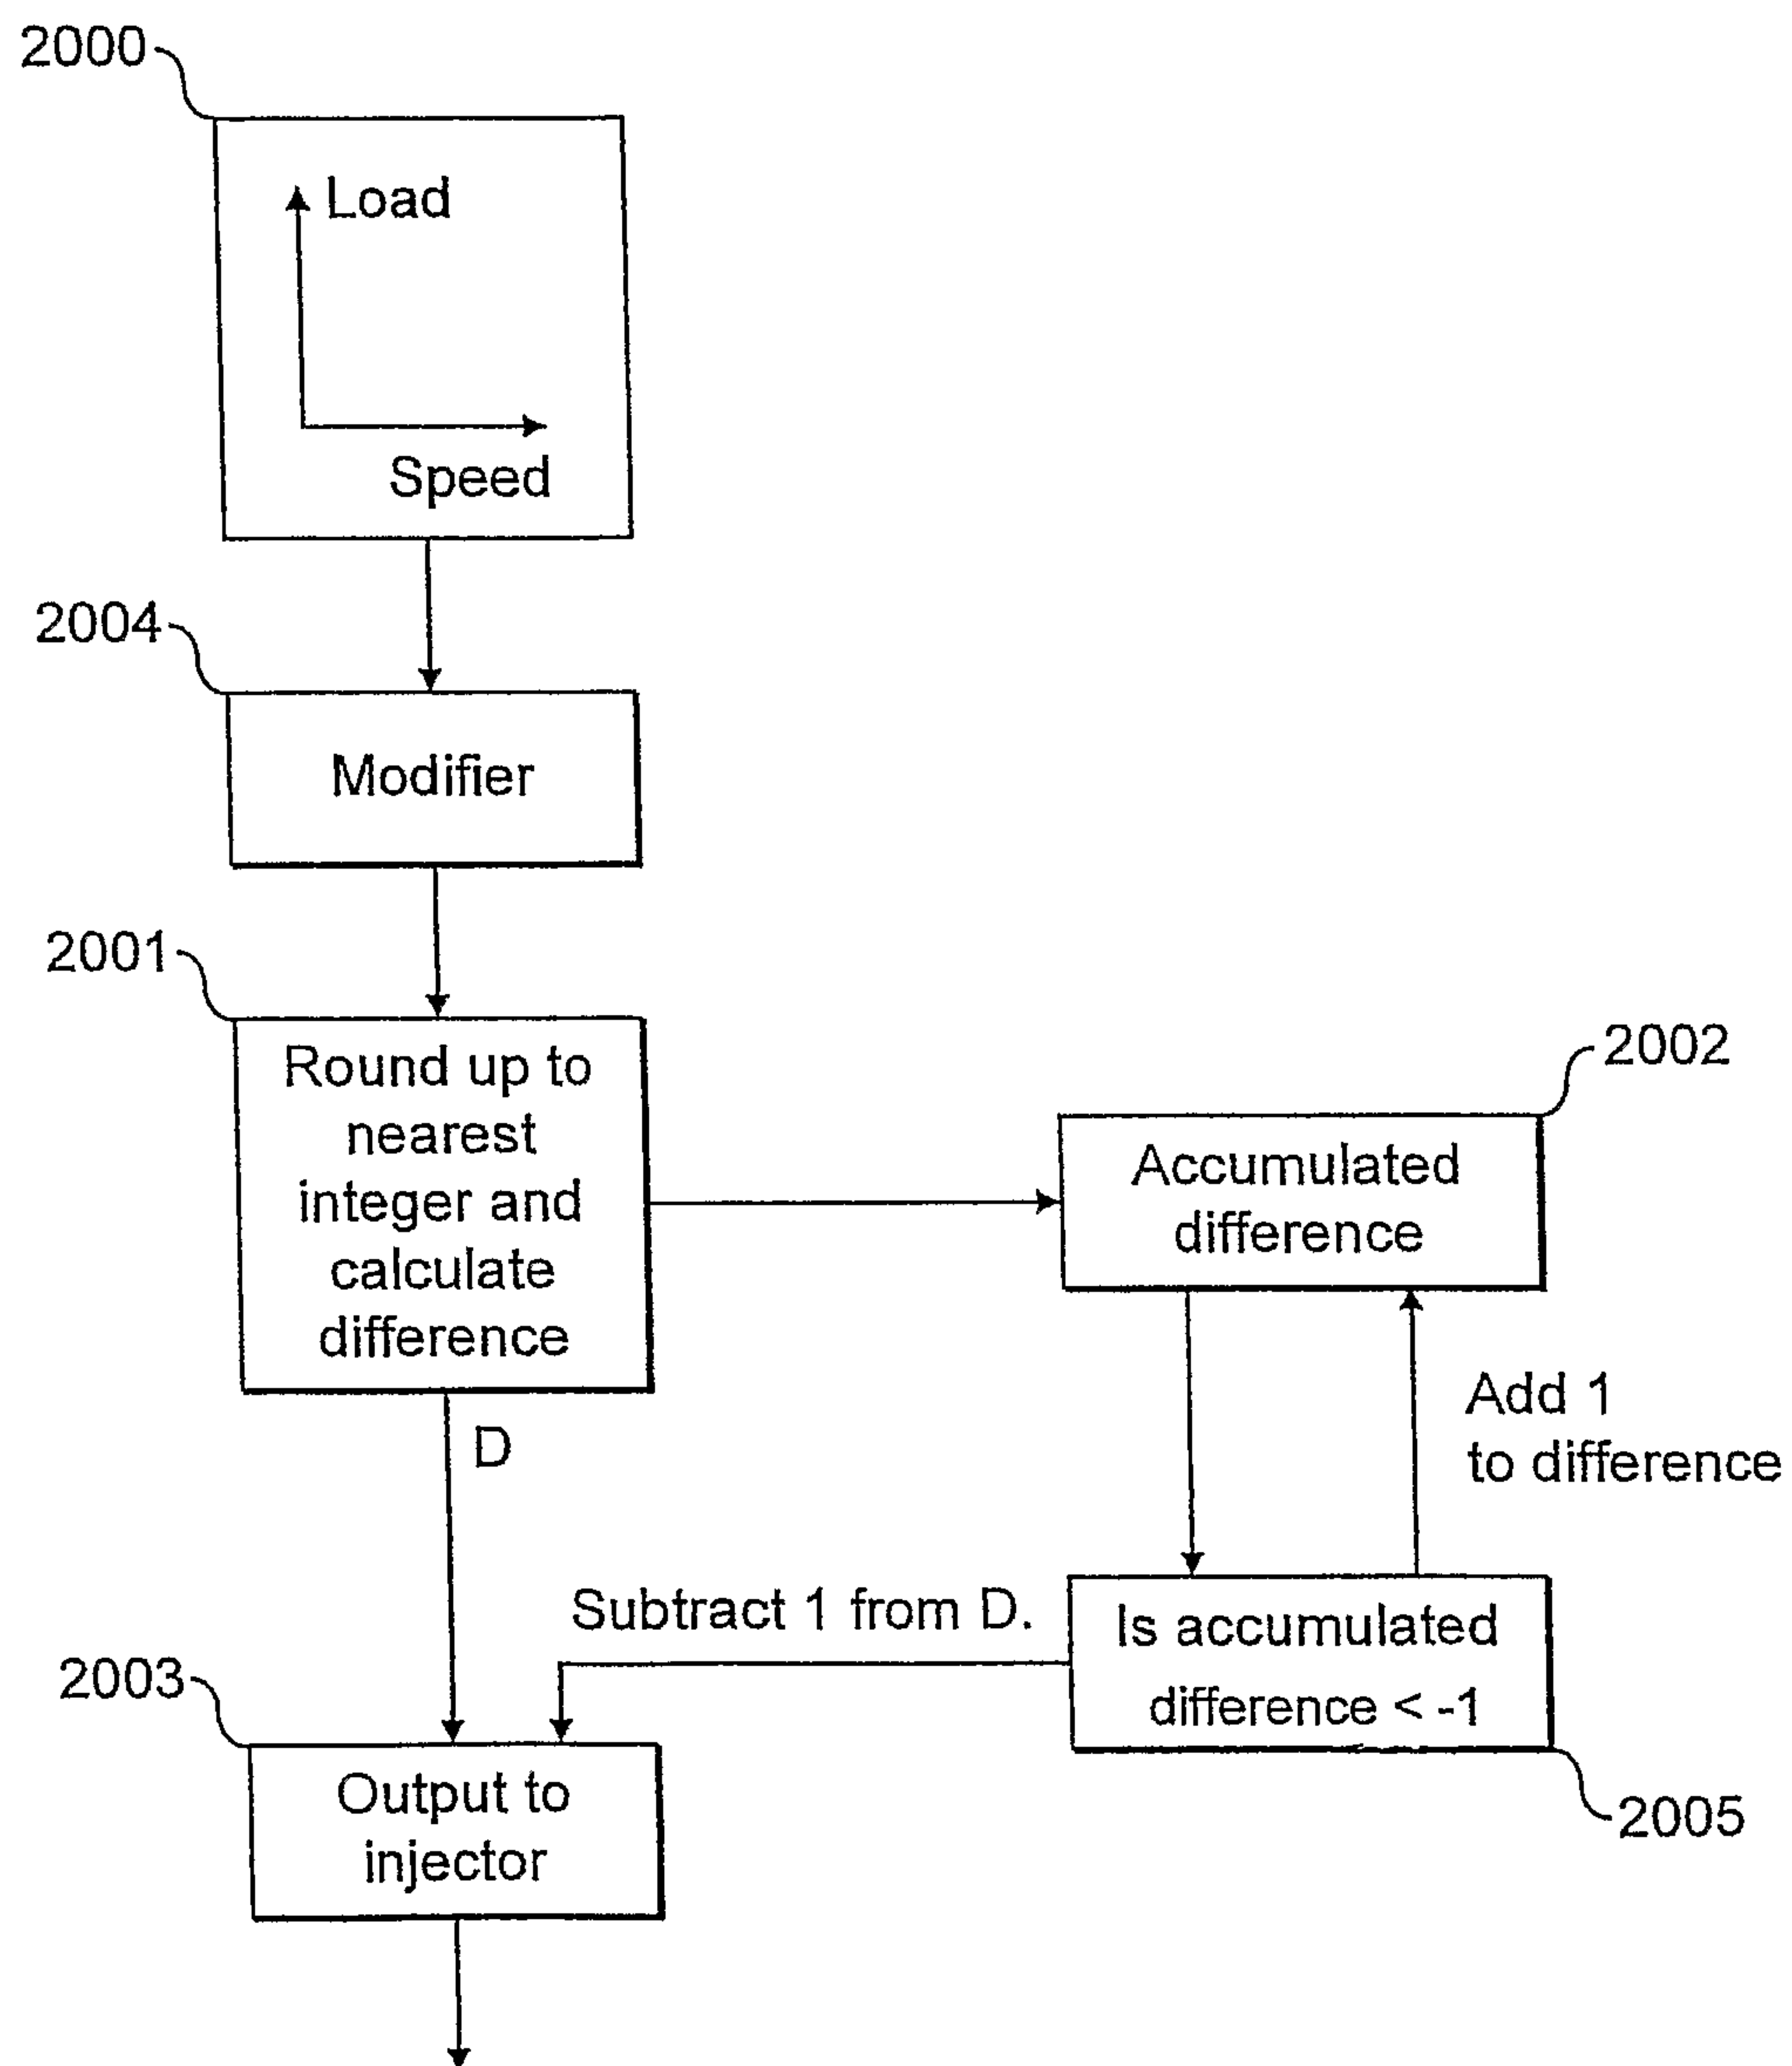 2000
Load
Speed
2004
Modifier
2001
Round up to
nearest
integer and
calculate
difference
2002
Accumulated
difference
D
Add 1
to difference
Subtract 1 from D.
Is accumulated
difference < -1
2003
Output to
injector
2005